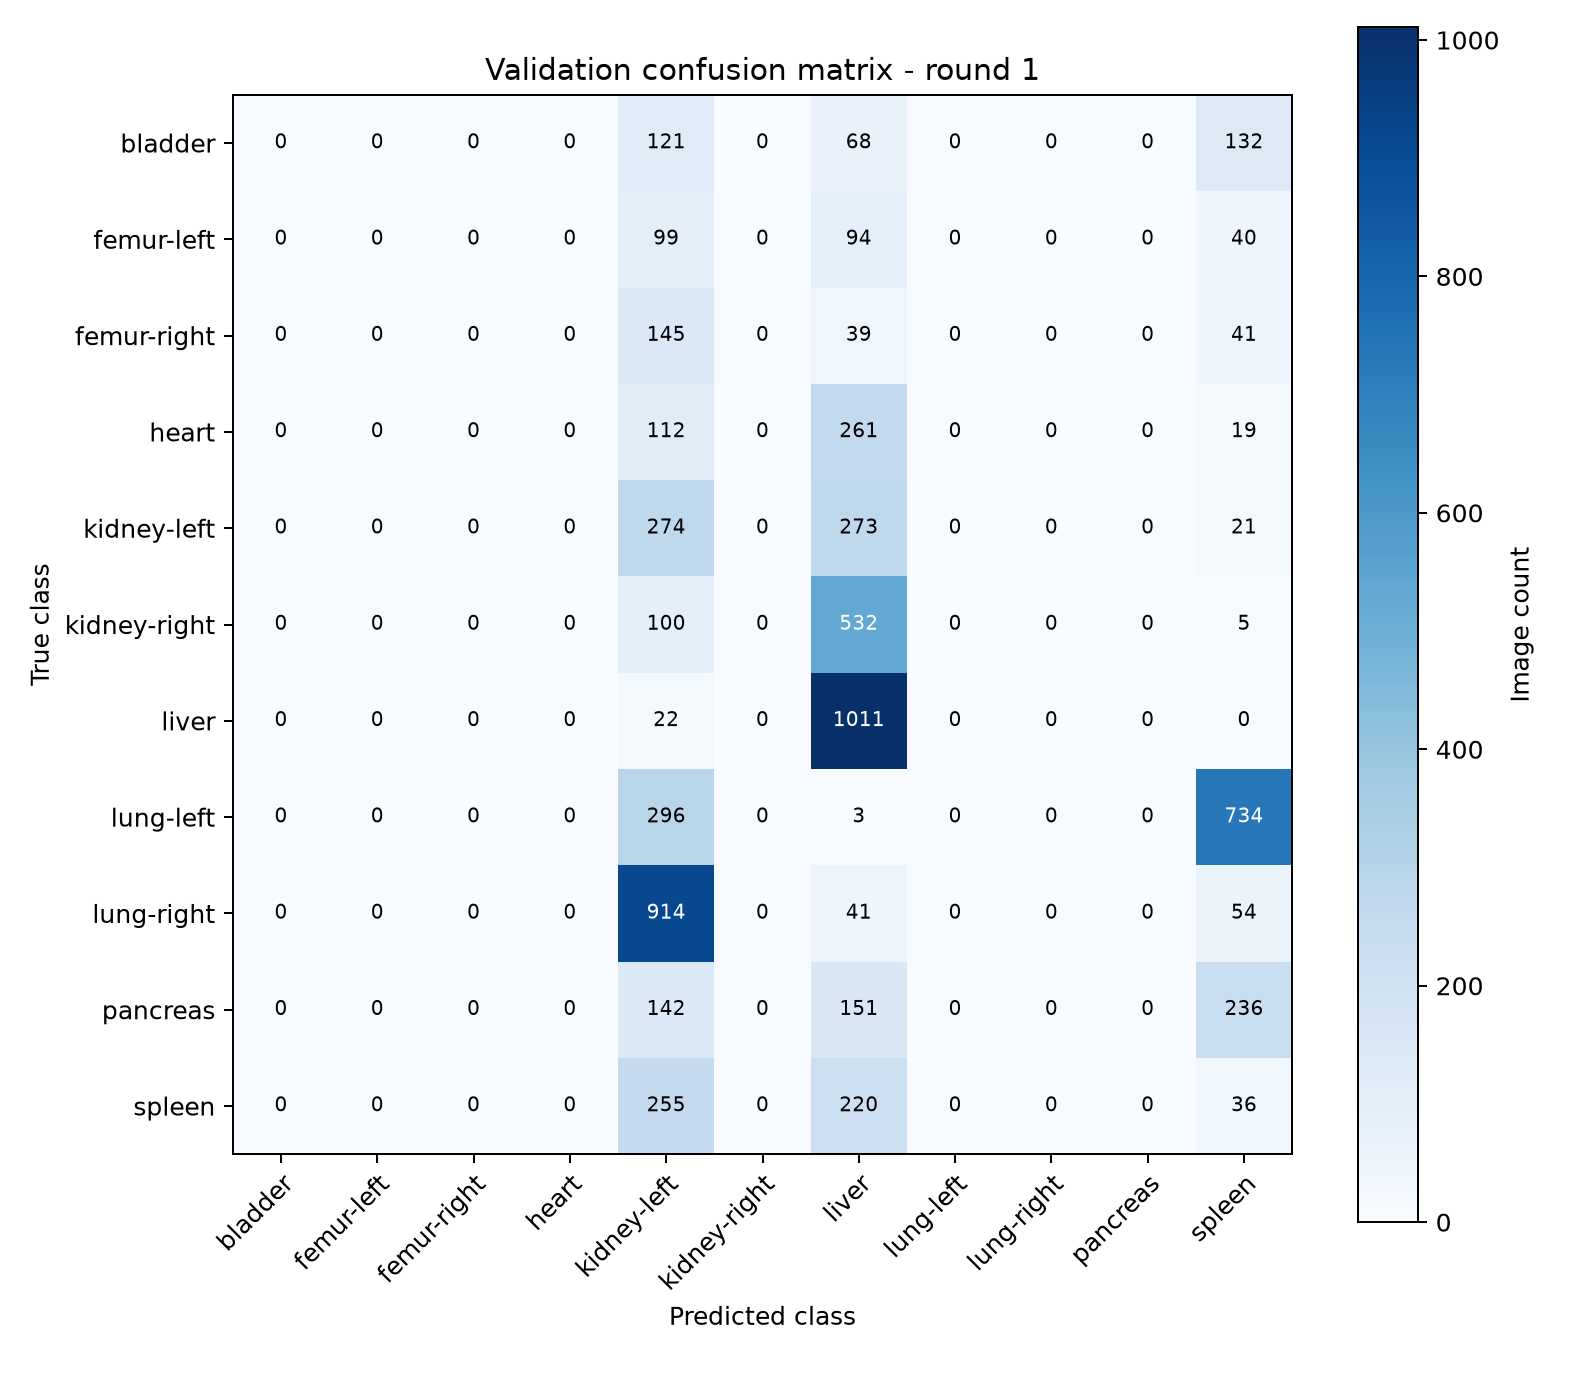 Validation confusion matrix - round 1
True class
bladder 0 0 0 0 121 0 68 0 0 0 132
femur-left 0 0 0 0 99 0 94 0 0 0 40
femur-right 0 0 0 0 145 0 39 0 0 0 41
heart 0 0 0 0 112 0 261 0 0 0 19
kidney-left 0 0 0 0 274 0 273 0 0 0 21
kidney-right 0 0 0 0 100 0 532 0 0 0 5
liver 0 0 0 0 22 0 1011 0 0 0 0
lung-left 0 0 0 0 296 0 3 0 0 0 734
lung-right 0 0 0 0 914 0 41 0 0 0 54
pancreas 0 0 0 0 142 0 151 0 0 0 236
spleen 0 0 0 0 255 0 220 0 0 0 36
bladder femur-left femur-right heart kidney-left kidney-right liver lung-left lung-right pancreas spleen
Predicted class
1000
800
600
400
200
0
Image count